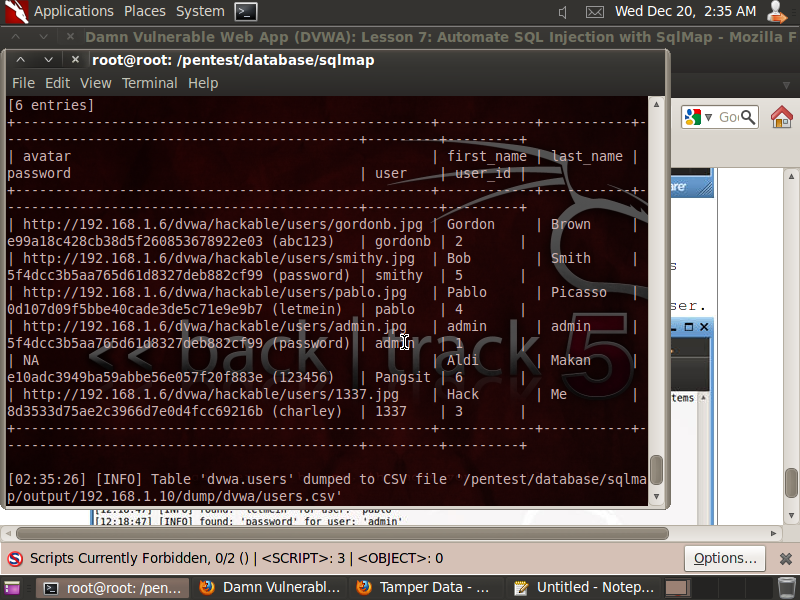 Applications Places System
Wed Dec 20, 2:35 AM
Damn Vulnerable Web App (DVWA): Lesson 7: Automate SQL Injection with SqlMap - Mozilla F
root@root: /pentest/database/sqlmap
File Edit View Terminal Help
[6 entries]
+---------------------------------------------------+------------+-----------+-
--------------------------------------------+---------+---------+
| avatar | first_name | last_name |
password | user | user_id |
+---------------------------------------------------+------------+-----------+-
--------------------------------------------+---------+---------+
| http://192.168.1.6/dvwa/hackable/users/gordonb.jpg | Gordon | Brown |
e99a18c428cb38d5f260853678922e03 (abc123) | gordonb | 2 |
| http://192.168.1.6/dvwa/hackable/users/smithy.jpg | Bob | Smith |
5f4dcc3b5aa765d61d8327deb882cf99 (password) | smithy | 5 |
| http://192.168.1.6/dvwa/hackable/users/pablo.jpg | Pablo | Picasso |
0d107d09f5bbe40cade3de5c71e9e9b7 (letmein) | pablo | 4 |
| http://192.168.1.6/dvwa/hackable/users/admin.jpg | admin | admin |
5f4dcc3b5aa765d61d8327deb882cf99 (password) | admin | 1 |
| NA | Aldi | Makan |
e10adc3949ba59abbe56e057f20f883e (123456) | Pangsit | 6 |
| http://192.168.1.6/dvwa/hackable/users/1337.jpg | Hack | Me |
8d3533d75ae2c3966d7e0d4fcc69216b (charley) | 1337 | 3 |
+---------------------------------------------------+------------+-----------+-
--------------------------------------------+---------+---------+
<< back | track 5
[02:35:26] [INFO] Table 'dvwa.users' dumped to CSV file '/pentest/database/sqlma
p/output/192.168.1.10/dump/dvwa/users.csv'
[12:18:47] [INFO] found: 'letmein' for user: 'pablo'
[12:18:47] [INFO] found: 'password' for user: 'admin'
Goo
are
s
ser.
tems
Scripts Currently Forbidden, 0/2 () | <SCRIPT>: 3 | <OBJECT>: 0
Options...
root@root: /pen...
Damn Vulnerabl...
Tamper Data - ...
Untitled - Notep...